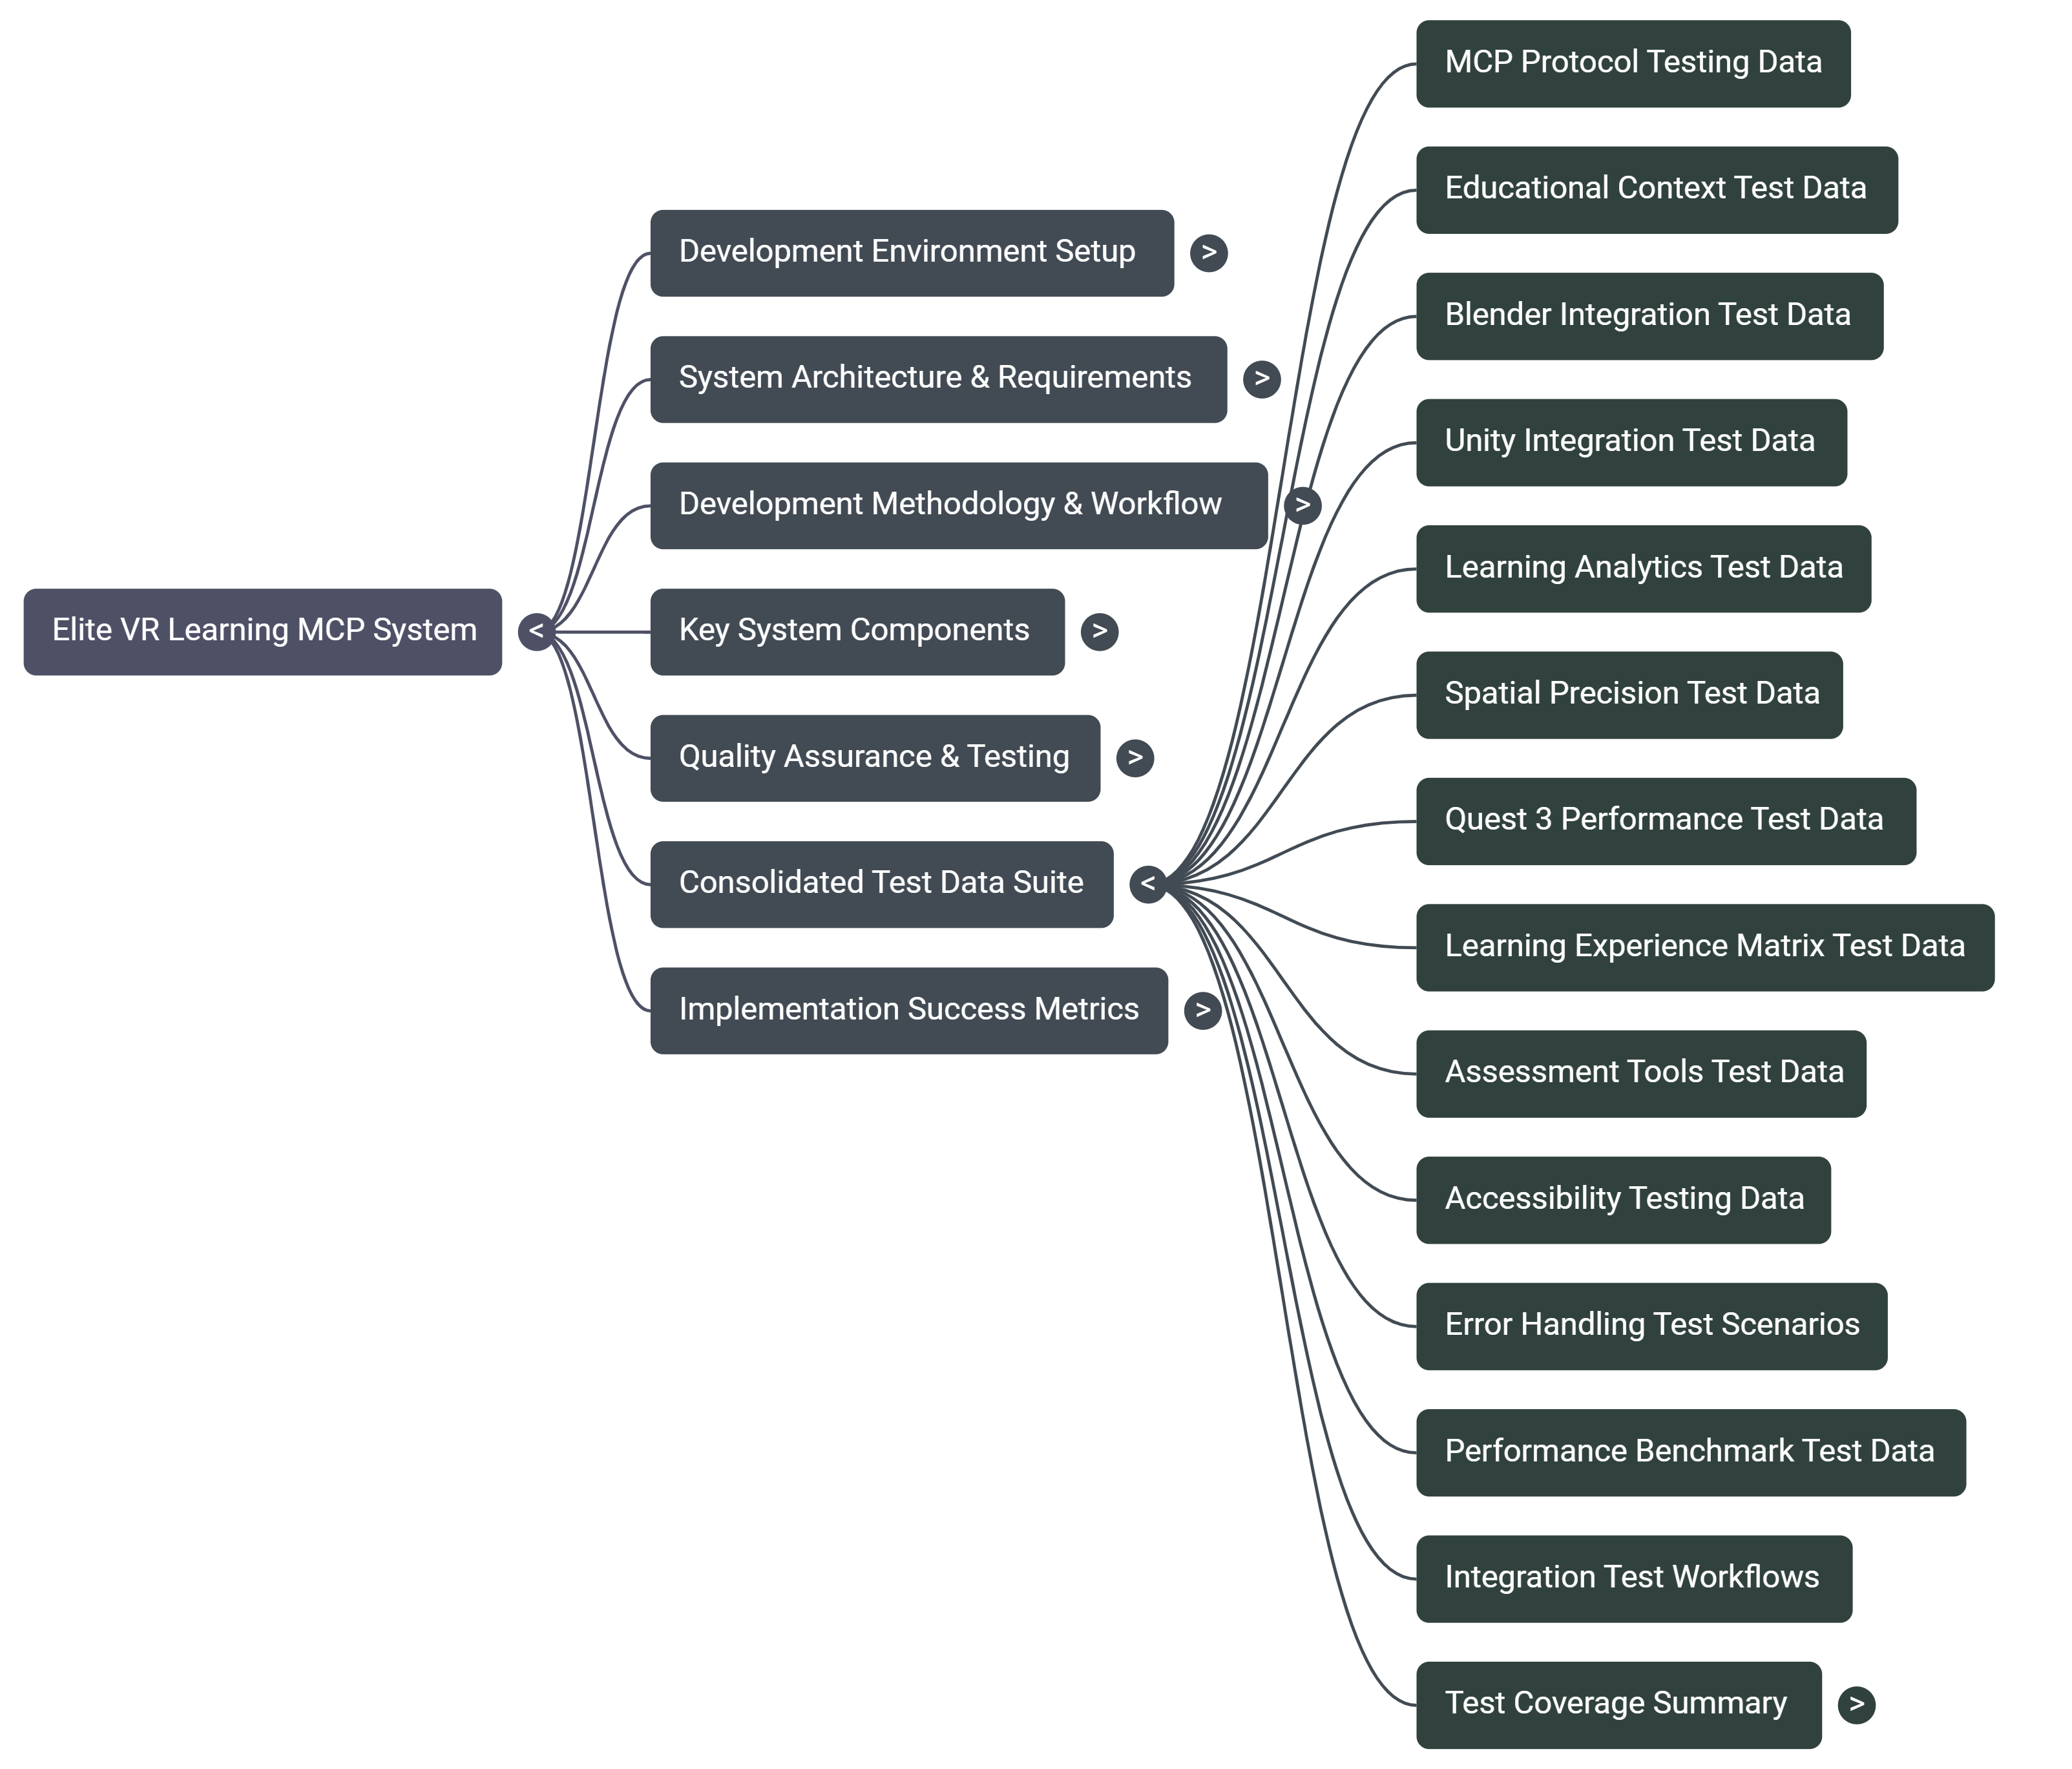 Elite VR Learning MCP System
<
Development Environment Setup
>
System Architecture & Requirements
>
Development Methodology & Workflow
>
Key System Components
>
Quality Assurance & Testing
>
Consolidated Test Data Suite
<
Implementation Success Metrics
>
MCP Protocol Testing Data
Educational Context Test Data
Blender Integration Test Data
Unity Integration Test Data
Learning Analytics Test Data
Spatial Precision Test Data
Quest 3 Performance Test Data
Learning Experience Matrix Test Data
Assessment Tools Test Data
Accessibility Testing Data
Error Handling Test Scenarios
Performance Benchmark Test Data
Integration Test Workflows
Test Coverage Summary
>